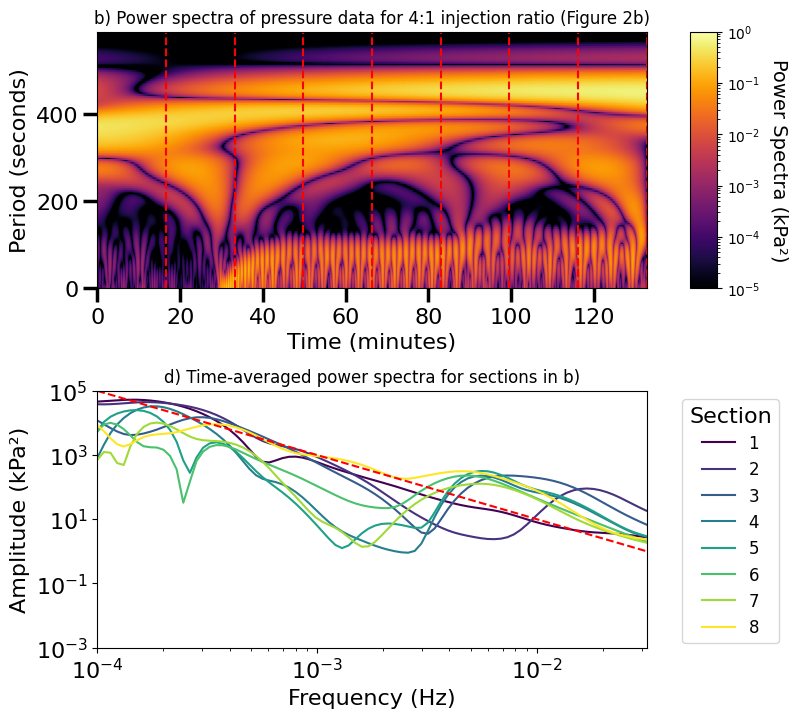 b) Power spectra of pressure data for 4:1 injection ratio (Figure 2b)
Period (seconds)
400
200
0
0 20 40 60 80 100 120
Time (minutes)
10⁰
10⁻¹
10⁻²
10⁻³
10⁻⁴
10⁻⁵
Power Spectra (kPa²)
d) Time-averaged power spectra for sections in b)
Amplitude (kPa²)
10⁵
10³
10¹
10⁻¹
10⁻³
10⁻⁴ 10⁻³ 10⁻²
Frequency (Hz)
Section
1
2
3
4
5
6
7
8